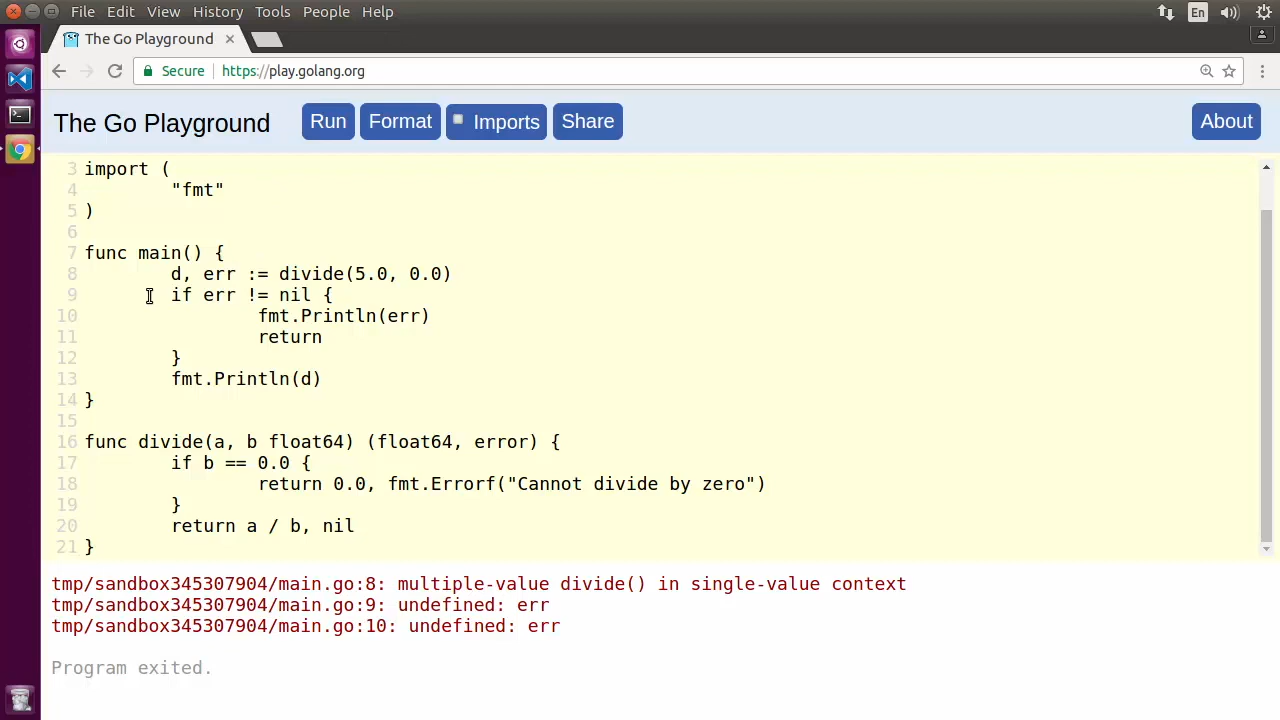 File Edit View History Tools People Help
En
The Go Playground
Secure https://play.golang.org
The Go Playground Run Format Imports Share About
3 import (
4 "fmt"
5 )
6
7 func main() {
8 d, err := divide(5.0, 0.0)
9 if err != nil {
10 fmt.Println(err)
11 return
12 }
13 fmt.Println(d)
14 }
15
16 func divide(a, b float64) (float64, error) {
17 if b == 0.0 {
18 return 0.0, fmt.Errorf("Cannot divide by zero")
19 }
20 return a / b, nil
21 }
tmp/sandbox345307904/main.go:8: multiple-value divide() in single-value context
tmp/sandbox345307904/main.go:9: undefined: err
tmp/sandbox345307904/main.go:10: undefined: err
Program exited.